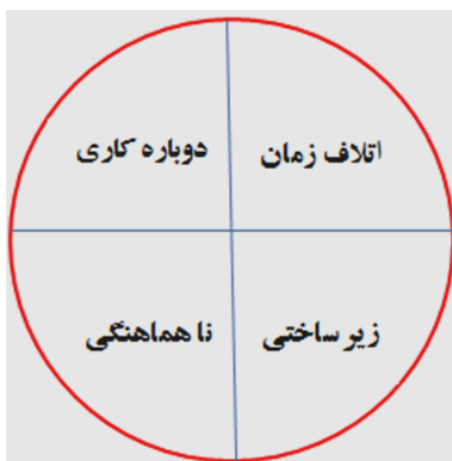 اتلاف زمان
دوباره کاری
زیر ساختی
نا هماهنگی